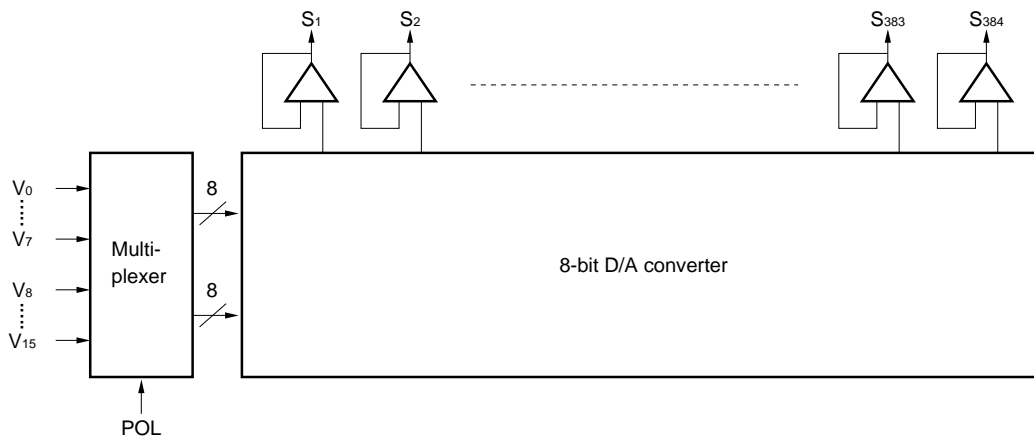 S1
S2
S383
S384
V0
V7
V8
V15
Multi-
plexer
POL
8
8
8-bit D/A converter